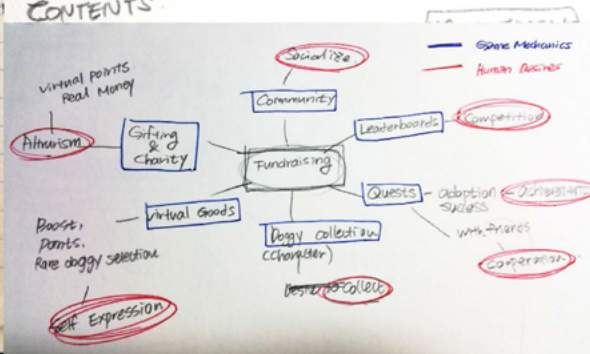 CONTENTS
Game Mechanics
Human Desires
Socialize
Virtual Points
Real Money
Community
Leaderboards
Competition
Altruism
Gifting
&
Charity
Fundraising
Quests
adoption
sucess
with friends
Cooperation
Virtual Goods
Boost,
Points,
Rare doggy selection
Doggy collection
(character)
Collect
Self Expression